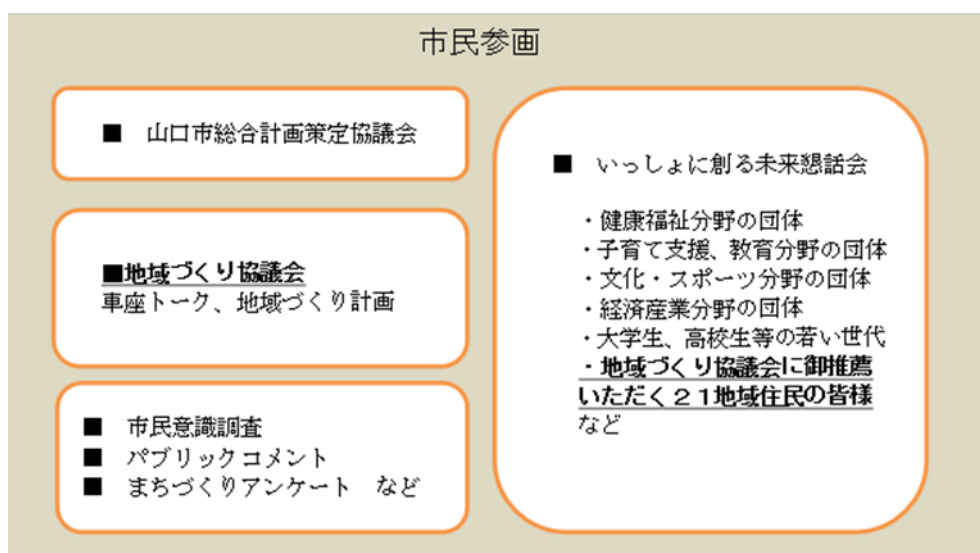 市民参画
■ 山口市総合計画策定協議会
■地域づくり協議会
車座トーク、地域づくり計画
■ 市民意識調査
■ パブリックコメント
■ まちづくりアンケート など
■ いっしょに創る未来懇話会
・健康福祉分野の団体
・子育て支援、教育分野の団体
・文化・スポーツ分野の団体
・経済産業分野の団体
・大学生、高校生等の若い世代
・地域づくり協議会に御推薦
いただく21地域住民の皆様
など